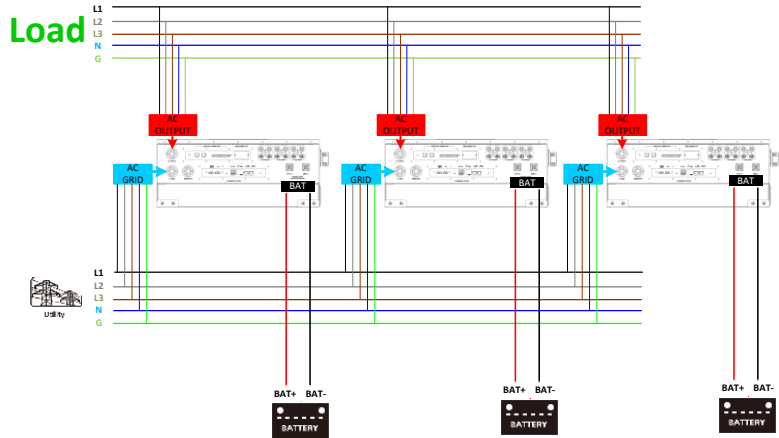 Load
L1
L2
L3
N
G
AC
OUTPUT
AC
OUTPUT
AC
OUTPUT
AC
GRID
AC
GRID
AC
GRID
BAT
BAT
BAT
L1
L2
L3
N
G
Utility
BAT+ BAT-
BATTERY
BAT+ BAT-
BATTERY
BAT+ BAT-
BATTERY